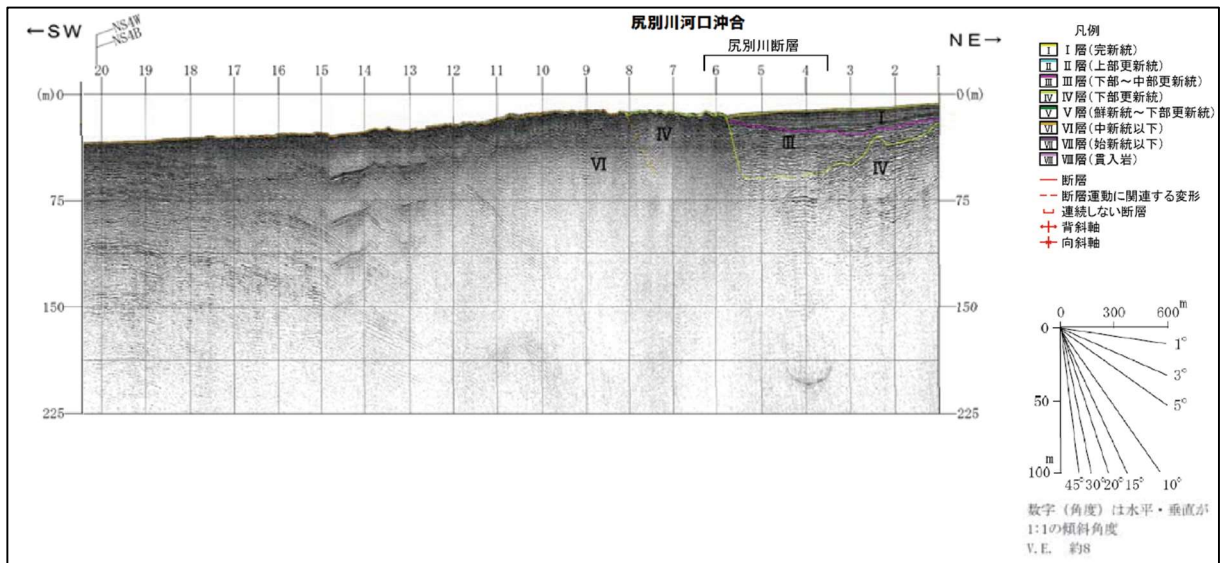 尻別川河口沖合
←SW
NS4W
NS4B
尻別川断層
NE→
20 19 18 17 16 15 14 13 12 11 10 9 8 7 6 5 4 3 2 1
(m) 0
0 (m)
75
75
150
150
225
225
Ⅳ
Ⅵ
Ⅲ
Ⅰ
Ⅳ
凡例
Ⅰ Ⅰ層(完新統)
Ⅱ Ⅱ層(上部更新統)
Ⅲ Ⅲ層(下部~中部更新統)
Ⅳ Ⅳ層(下部更新統)
Ⅴ Ⅴ層(鮮新統~下部更新統)
Ⅵ Ⅵ層(中新統以下)
Ⅶ Ⅶ層(始新統以下)
Ⅷ Ⅷ層(貫入岩)
断層
断層運動に関連する変形
連続しない断層
背斜軸
向斜軸
0 300 600 m
0
50
100
m
1°
3°
5°
45° 30° 20° 15° 10°
数字(角度)は水平・垂直が
1:1の傾斜角度
V.E. 約8